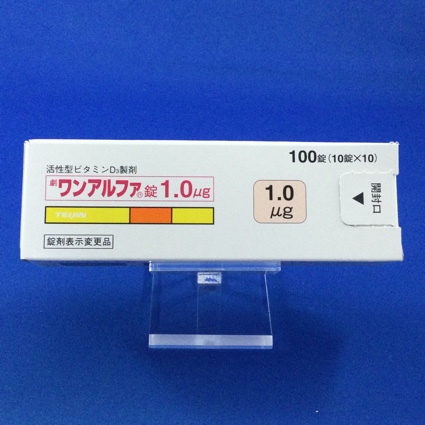 100錠(10錠×10)
活性型ビタミンD₃製剤
劇 ワンアルファ®錠1.0μg
1.0
μg
開封口
TEIJIN
錠剤表示変更品